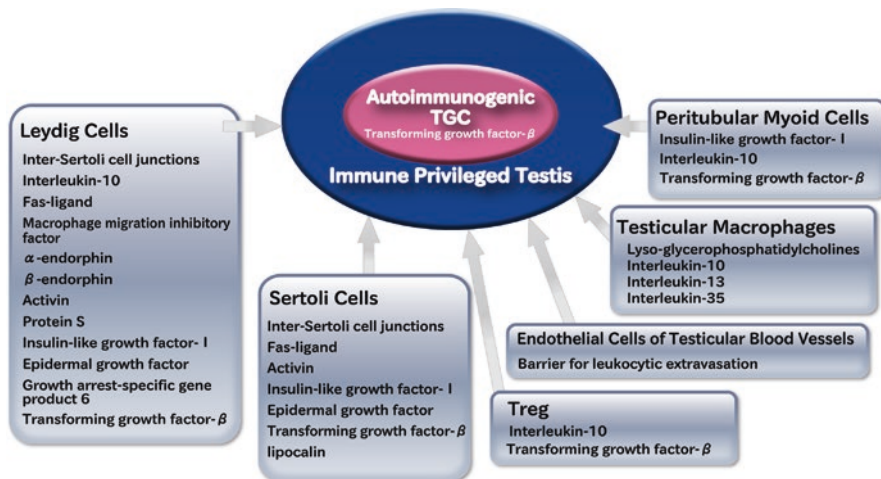 Autoimmunogenic
TGC
Transforming growth factor-β
Immune Privileged Testis
Leydig Cells
Inter-Sertoli cell junctions
Interleukin-10
Fas-ligand
Macrophage migration inhibitory
factor
α-endorphin
β-endorphin
Activin
Protein S
Insulin-like growth factor-I
Epidermal growth factor
Growth arrest-specific gene
product 6
Transforming growth factor-β
Sertoli Cells
Inter-Sertoli cell junctions
Fas-ligand
Activin
Insulin-like growth factor-I
Epidermal growth factor
Transforming growth factor-β
lipocalin
Peritubular Myoid Cells
Insulin-like growth factor-I
Interleukin-10
Transforming growth factor-β
Testicular Macrophages
Lyso-glycerophosphatidylcholines
Interleukin-10
Interleukin-13
Interleukin-35
Endothelial Cells of Testicular Blood Vessels
Barrier for leukocytic extravasation
Treg
Interleukin-10
Transforming growth factor-β